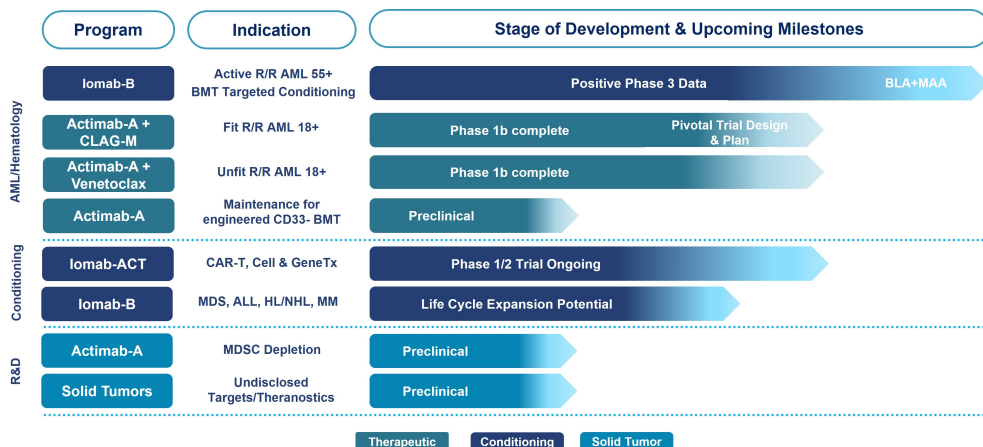 Program
Indication
Stage of Development & Upcoming Milestones
AML/Hematology
Iomab-B
Active R/R AML 55+
BMT Targeted Conditioning
Positive Phase 3 Data
BLA+MAA
Actimab-A +
CLAG-M
Fit R/R AML 18+
Phase 1b complete
Pivotal Trial Design
& Plan
Actimab-A +
Venetoclax
Unfit R/R AML 18+
Phase 1b complete
Actimab-A
Maintenance for
engineered CD33- BMT
Preclinical
Conditioning
Iomab-ACT
CAR-T, Cell & GeneTx
Phase 1/2 Trial Ongoing
Iomab-B
MDS, ALL, HL/NHL, MM
Life Cycle Expansion Potential
R&D
Actimab-A
MDSC Depletion
Preclinical
Solid Tumors
Undisclosed
Targets/Theranostics
Preclinical
Therapeutic
Conditioning
Solid Tumor